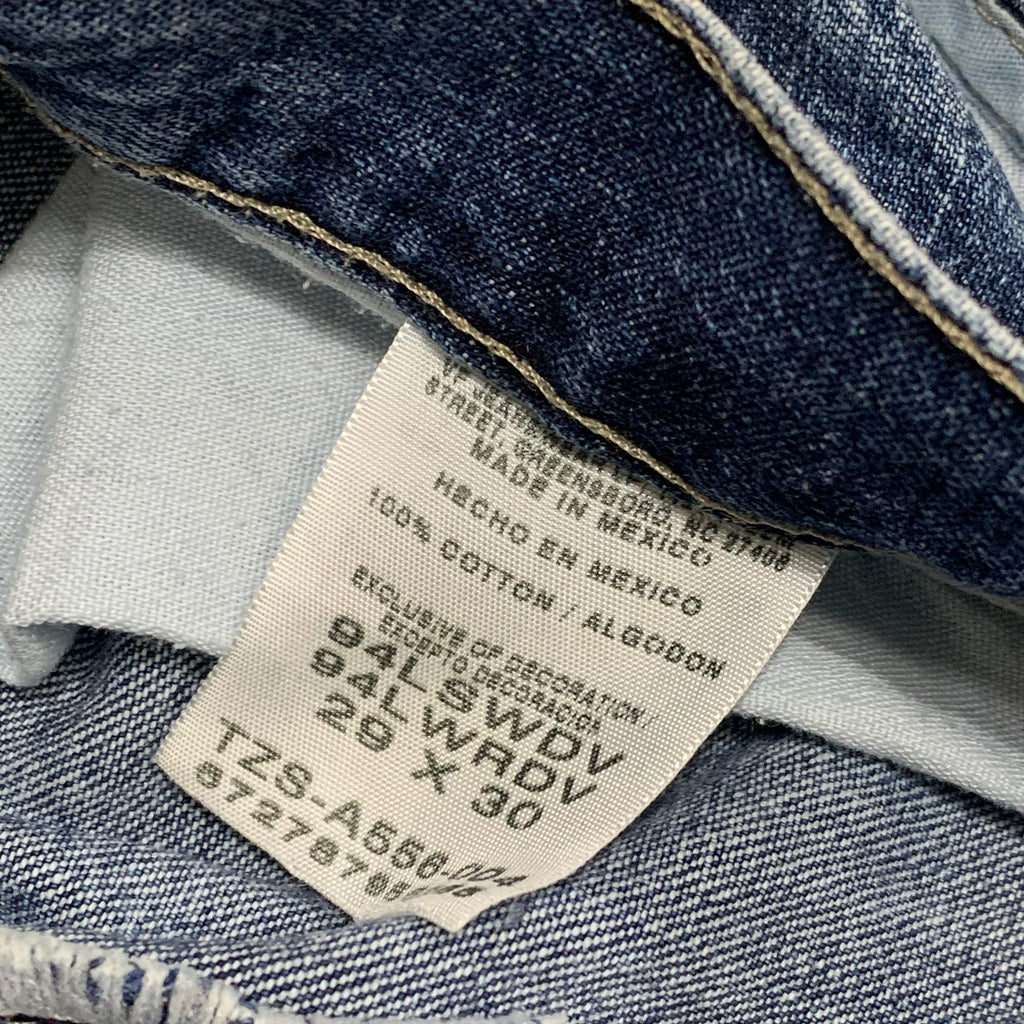 STREET, GREENSBORO, NC 27408
MADE IN MEXICO
HECHO EN MEXICO
100% COTTON / ALGODON
EXCLUSIVE OF DECORATION/
EXCEPTO DECORACION
94LSWDV
94LWRDV
29 X 30
TZS-A556-004